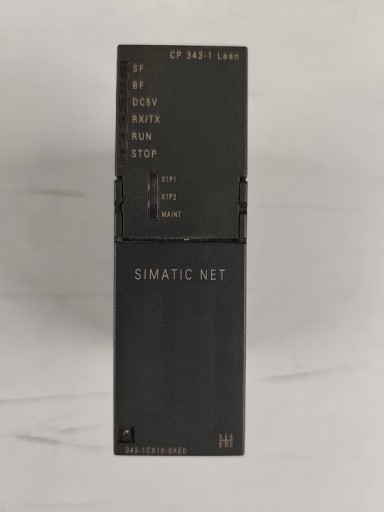 CP 343-1 Lean
SF
BF
DC5V
RX/TX
RUN
STOP
X1P1
X1P2
MAINT
SIMATIC NET
343-1CX10-0XE0